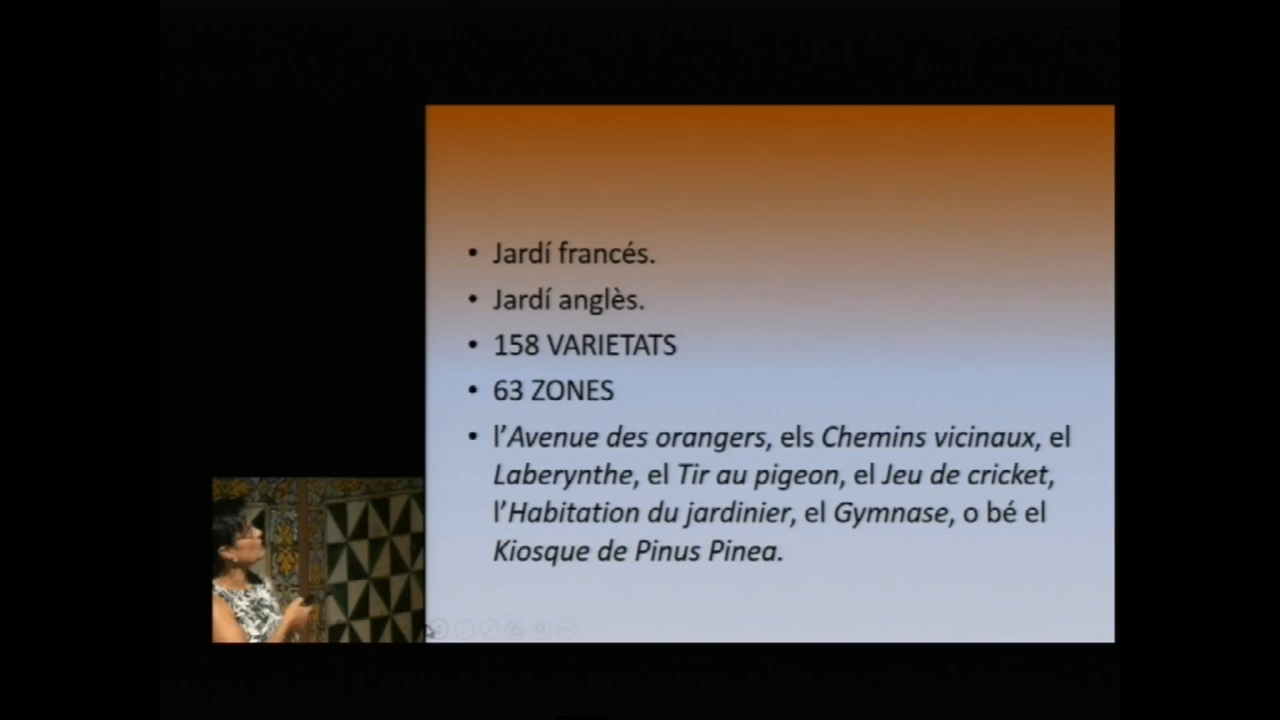 • Jardí francés.
• Jardí anglès.
• 158 VARIETATS
• 63 ZONES
• l’Avenue des orangers, els Chemins vicinaux, el
Laberynthe, el Tir au pigeon, el Jeu de cricket,
l’Habitation du jardinier, el Gymnase, o bé el
Kiosque de Pinus Pinea.